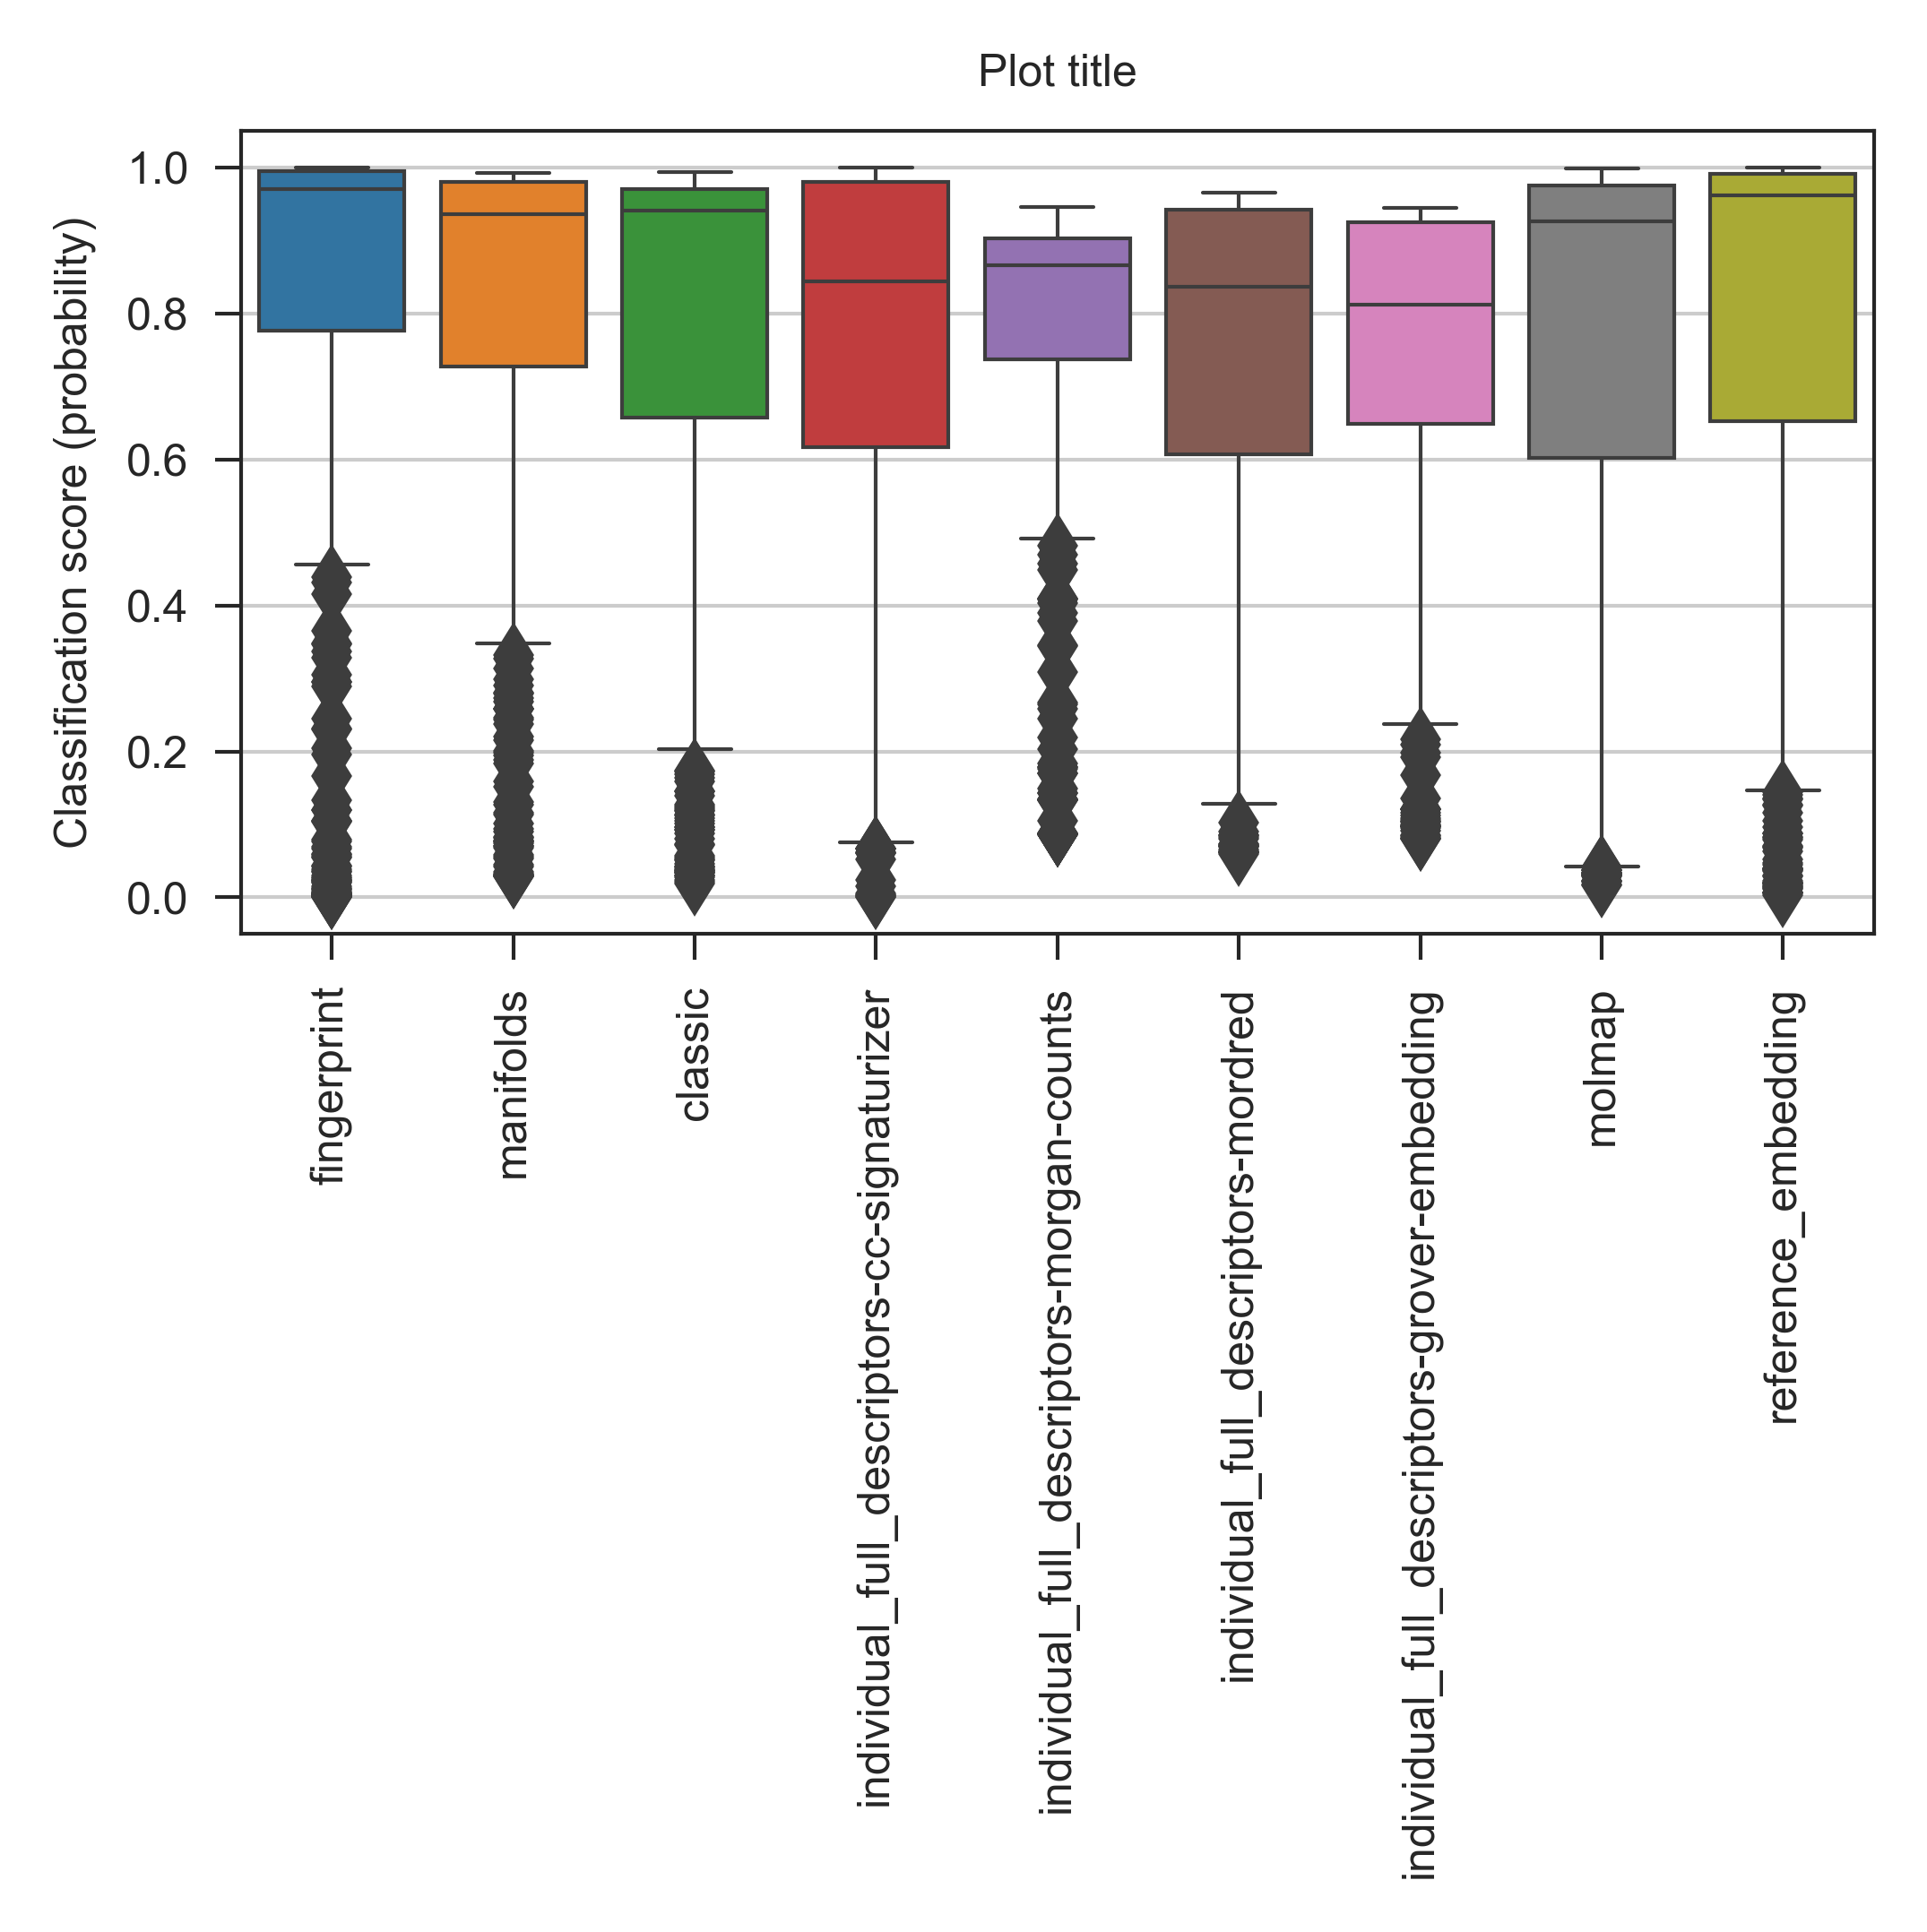 Plot title
Classification score (probability)
1.0
0.8
0.6
0.4
0.2
0.0
fingerprint
manifolds
classic
individual_full_descriptors-cc-signaturizer
individual_full_descriptors-morgan-counts
individual_full_descriptors-mordred
individual_full_descriptors-grover-embedding
molmap
reference_embedding